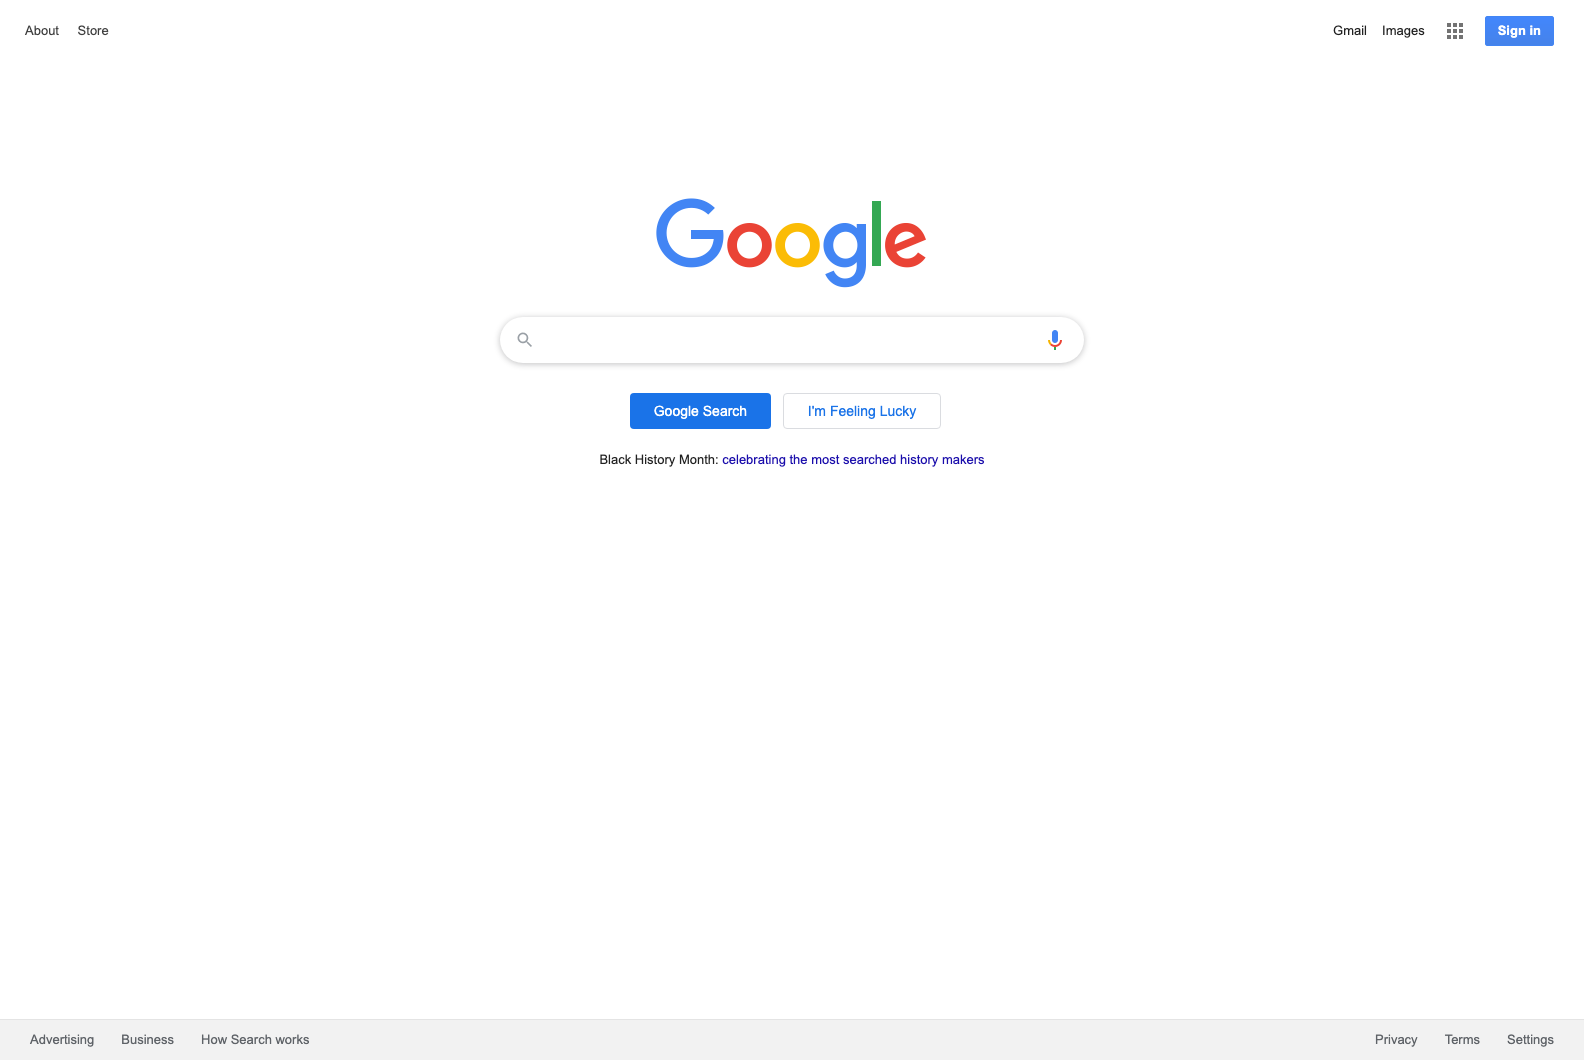 About Store Gmail Images Sign in
Google
Google Search I'm Feeling Lucky
Black History Month: celebrating the most searched history makers
Advertising Business How Search works Privacy Terms Settings